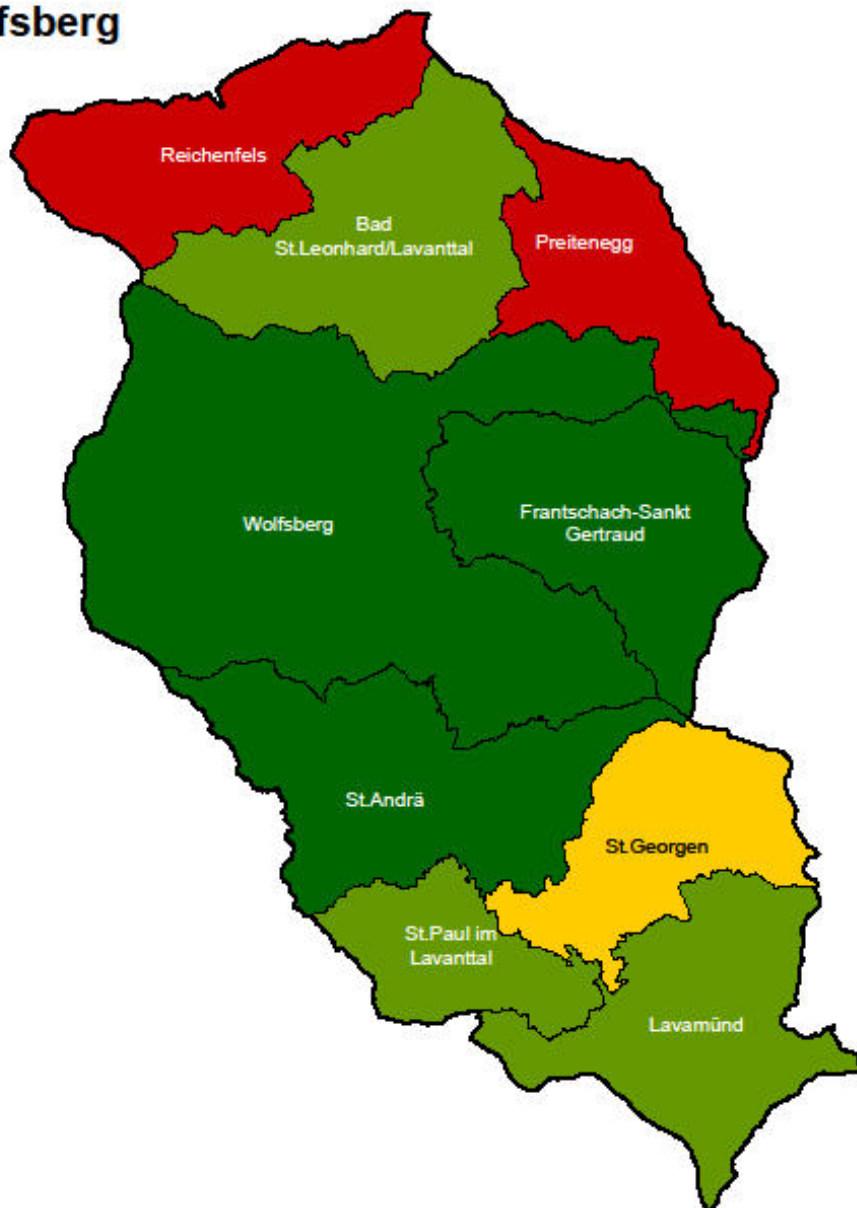 fsberg
Reichenfels
Bad
St.Leonhard/Lavanttal
Preitenegg
Wolfsberg
Frantschach-Sankt
Gertraud
St.Andrä
St.Georgen
St.Paul im
Lavanttal
Lavamünd